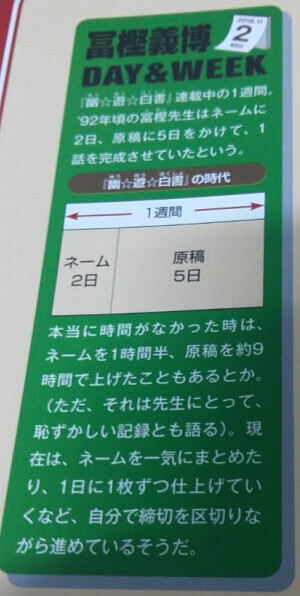 2016.11
2
WED
冨樫義博
DAY&WEEK
『幽☆遊☆白書』連載中の1週間。
'92年頃の冨樫先生はネームに
2日、原稿に5日をかけて、1
話を完成させていたという。
『幽☆遊☆白書』の時代
1週間
ネーム 原稿
2日 5日
本当に時間がなかった時は、
ネームを1時間半、原稿を約9
時間で上げたこともあるとか。
(ただ、それは先生にとって、
恥ずかしい記録とも語る)。現
在は、ネームを一気にまとめた
り、1日に1枚ずつ仕上げてい
くなど、自分で締切を区切りな
がら進めているそうだ。